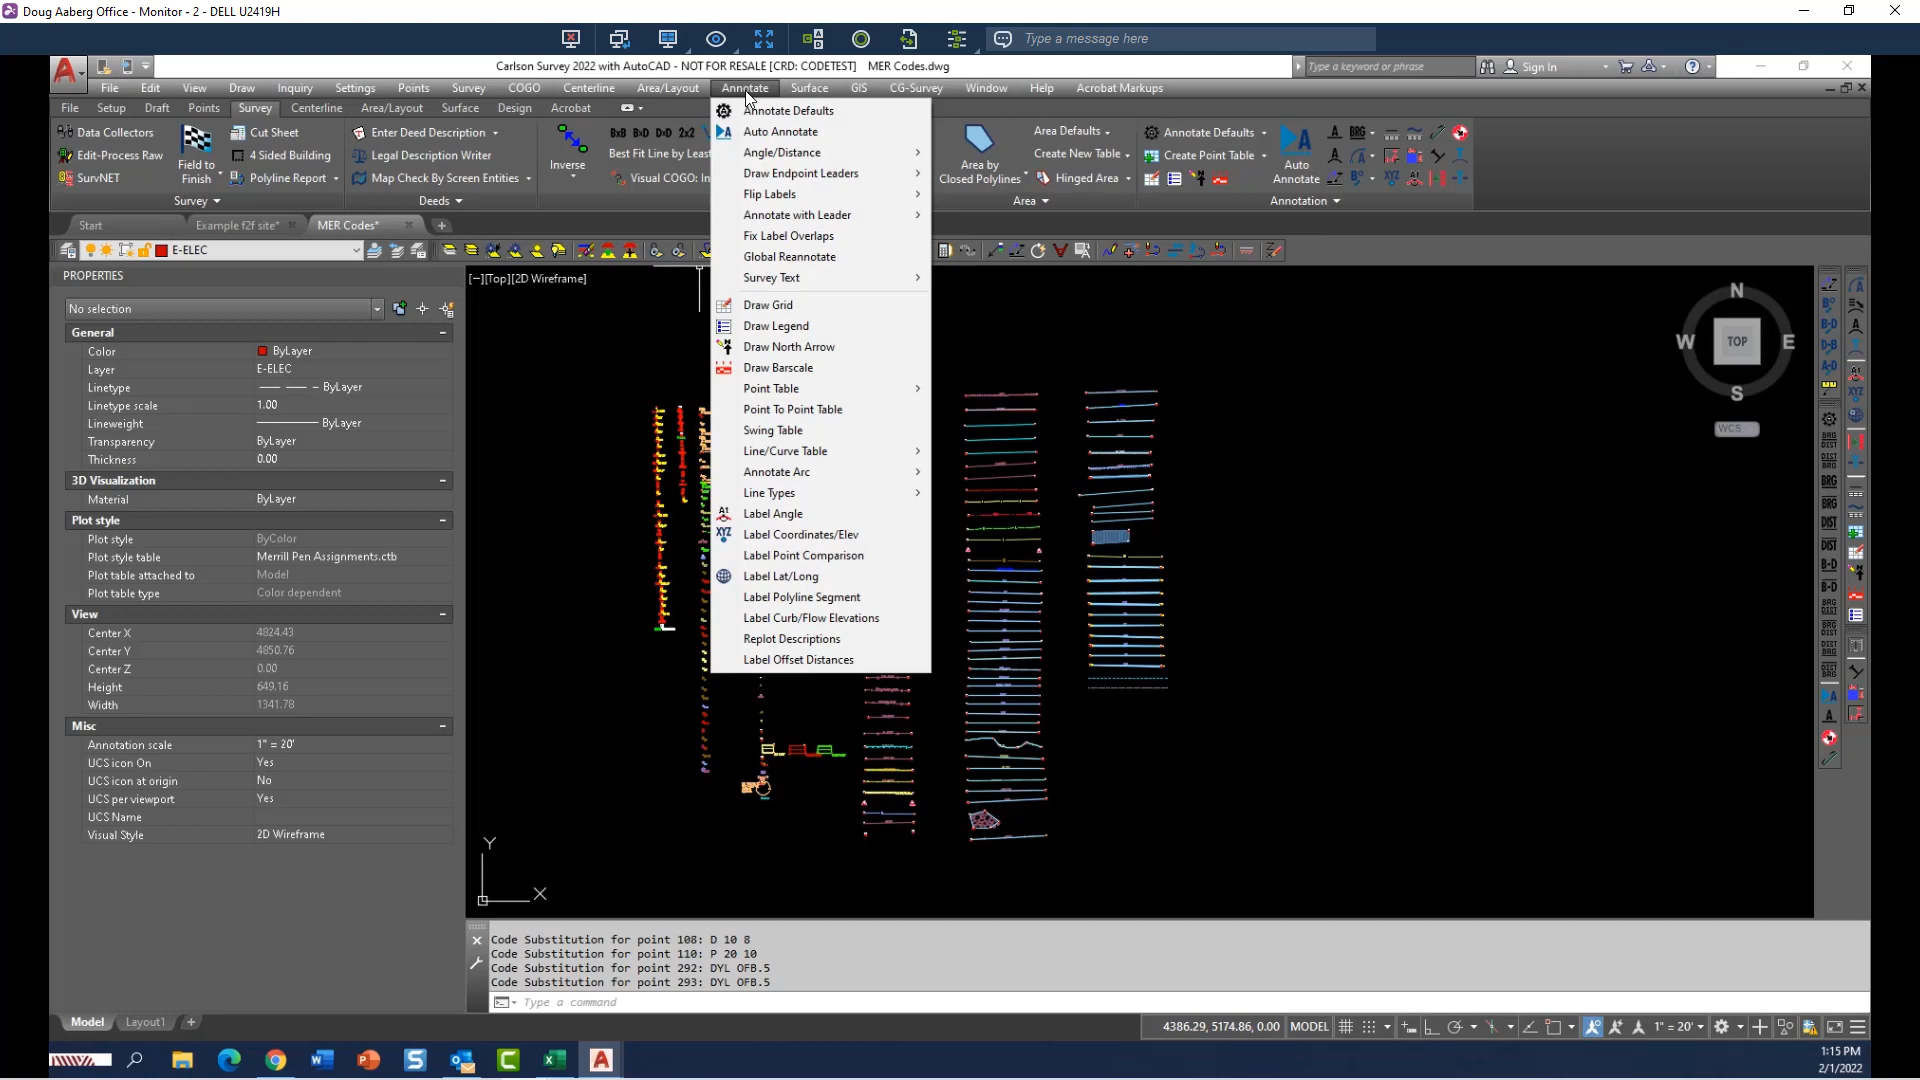 Doug Aaberg Office - Monitor - 2 - DELL U2419H
Type a message here
Carlson Survey 2022 with AutoCAD - NOT FOR RESALE [CRD: CODETEST] MER Codes.dwg
Type a keyword or phrase
Sign In
File Edit View Draw Inquiry Settings Points Survey COGO Centerline Area/Layout Annotate Surface GIS CG-Survey Window Help Acrobat Markups
File Setup Draft Points Survey Centerline Area/Layout Surface Design Acrobat
Data Collectors
Edit-Process Raw
SurvNET
Field to
Finish
Cut Sheet
4 Sided Building
Polyline Report
Survey
Enter Deed Description
Legal Description Writer
Map Check By Screen Entities
Deeds
Inverse
BxB BxD DxD 2x2
Best Fit Line by Least
Visual COGO: In
Area by
Closed Polylines
Area Defaults
Create New Table
Hinged Area
Area
Annotate Defaults
Create Point Table
Auto
Annotate
BRG
XYZ
Annotation
Start
Example f2f site*
MER Codes*
E-ELEC
Annotate Defaults
Auto Annotate
Angle/Distance
Draw Endpoint Leaders
Flip Labels
Annotate with Leader
Fix Label Overlaps
Global Reannotate
Survey Text
Draw Grid
Draw Legend
Draw North Arrow
Draw Barscale
Point Table
Point To Point Table
Swing Table
Line/Curve Table
Annotate Arc
Line Types
Label Angle
XYZ Label Coordinates/Elev
Label Point Comparison
Label Lat/Long
Label Polyline Segment
Label Curb/Flow Elevations
Replot Descriptions
Label Offset Distances
PROPERTIES
No selection
General
Color ByLayer
Layer E-ELEC
Linetype ByLayer
Linetype scale 1.00
Lineweight ByLayer
Transparency ByLayer
Thickness 0.00
3D Visualization
Material ByLayer
Plot style
Plot style ByColor
Plot style table Merrill Pen Assignments.ctb
Plot table attached to Model
Plot table type Color dependent
View
Center X 4824.43
Center Y 4850.76
Center Z 0.00
Height 649.16
Width 1341.78
Misc
Annotation scale 1" = 20'
UCS icon On Yes
UCS icon at origin No
UCS per viewport Yes
UCS Name
Visual Style 2D Wireframe
[−][Top][2D Wireframe]
N
W TOP E
S
WCS
Y
X
Code Substitution for point 108: D 10 8
Code Substitution for point 110: P 20 10
Code Substitution for point 292: DYL OFB.5
Code Substitution for point 293: DYL OFB.5
Type a command
Model Layout1
4386.29, 5174.86, 0.00 MODEL 1" = 20'
1:15 PM
2/1/2022